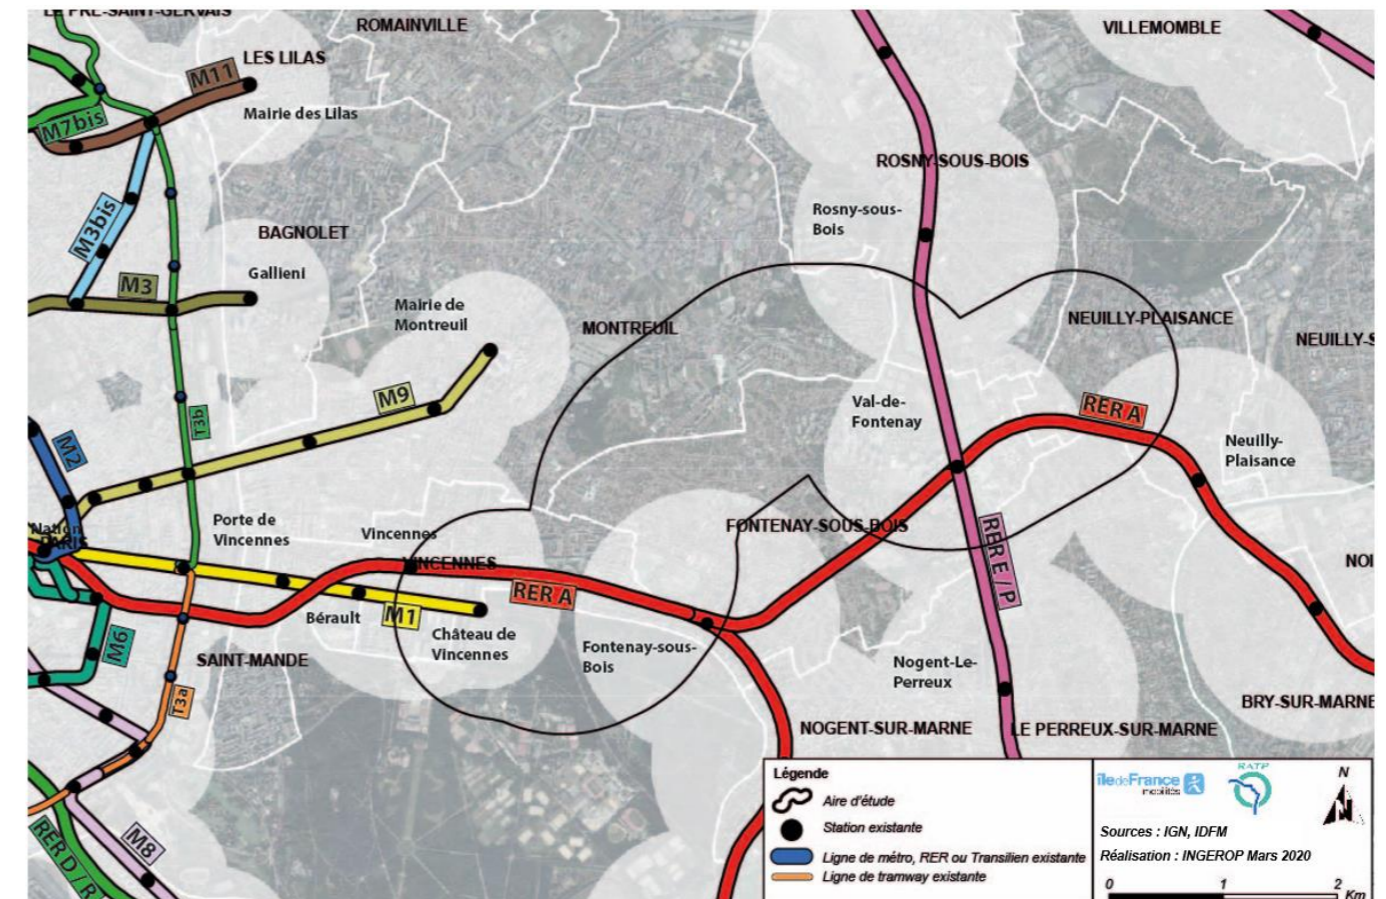 LE PRE-SAINT-GERVAIS
ROMAINVILLE
VILLEMOMBLE
LES LILAS
M11
Mairie des Lilas
M7bis
ROSNY-SOUS-BOIS
Rosny-sous-
Bois
M3bis
BAGNOLET
Gallieni
M3
Mairie de
Montreuil
MONTREUIL
NEUILLY-PLAISANCE
NEUILLY-S
M9
T3b
Val-de-
Fontenay
RER A
Neuilly-
Plaisance
M2
Nation
PARIS
Porte de
Vincennes
Vincennes
VINCENNES
FONTENAY-SOUS-BOIS
RER E / P
NOI
RER A
M1
Bérault
Château de
Vincennes
Fontenay-sous-
Bois
M6
SAINT-MANDE
T3a
Nogent-Le-
Perreux
BRY-SUR-MARNE
NOGENT-SUR-MARNE
LE PERREUX-SUR-MARNE
M8
RER D / R
Légende
Aire d'étude
Station existante
Ligne de métro, RER ou Transilien existante
Ligne de tramway existante
île de France
mobilités
RATP
N
Sources : IGN, IDFM
Réalisation : INGEROP Mars 2020
0 1 2
Km